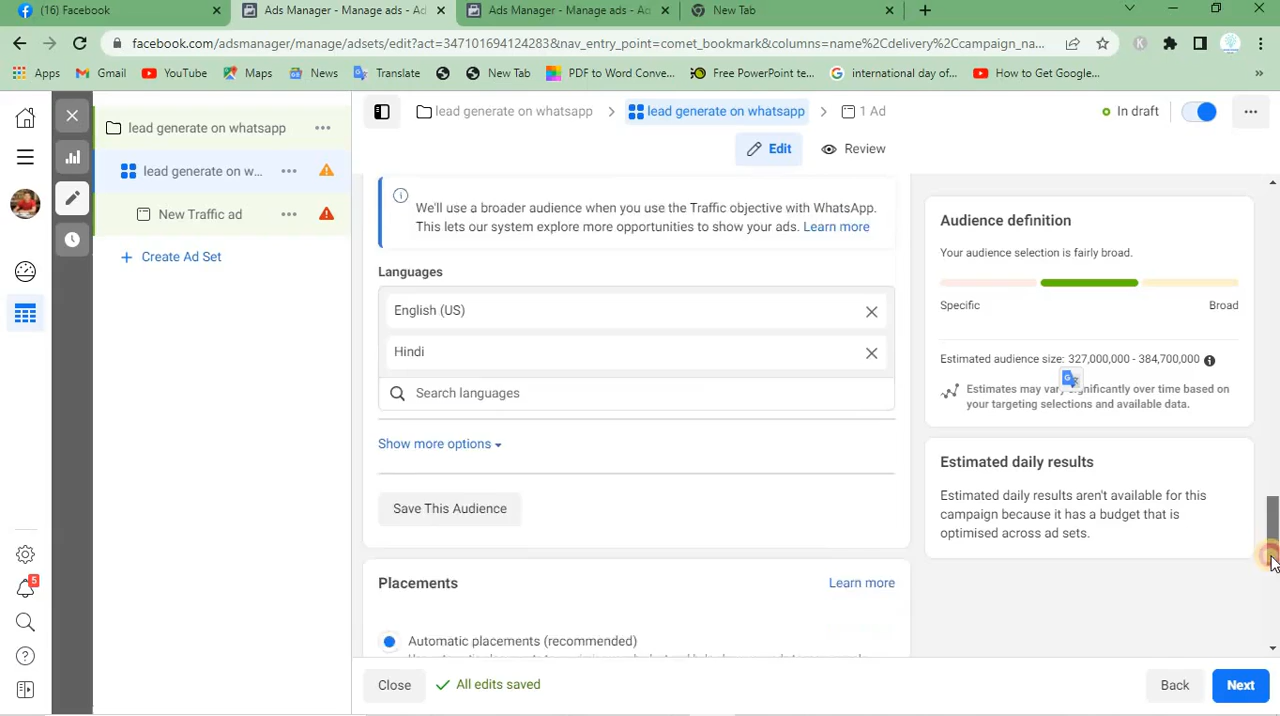 (16) Facebook
Ads Manager - Manage ads - Ac
Ads Manager - Manage ads - Ac
New Tab
facebook.com/adsmanager/manage/adsets/edit?act=347101694124283&nav_entry_point=comet_bookmark&columns=name%2Cdelivery%2Ccampaign_na...
Apps
Gmail
YouTube
Maps
News
Translate
New Tab
PDF to Word Conve...
Free PowerPoint te...
international day of...
How to Get Google...
»
lead generate on whatsapp
lead generate on w...
New Traffic ad
+ Create Ad Set
lead generate on whatsapp > lead generate on whatsapp > 1 Ad
In draft
Edit
Review
We'll use a broader audience when you use the Traffic objective with WhatsApp.
This lets our system explore more opportunities to show your ads. Learn more
Languages
English (US)
Hindi
Search languages
Show more options
Save This Audience
Placements
Learn more
Automatic placements (recommended)
Audience definition
Your audience selection is fairly broad.
Specific
Broad
Estimated audience size: 327,000,000 - 384,700,000
Estimates may vary significantly over time based on
your targeting selections and available data.
Estimated daily results
Estimated daily results aren't available for this
campaign because it has a budget that is
optimised across ad sets.
5
Close
All edits saved
Back
Next